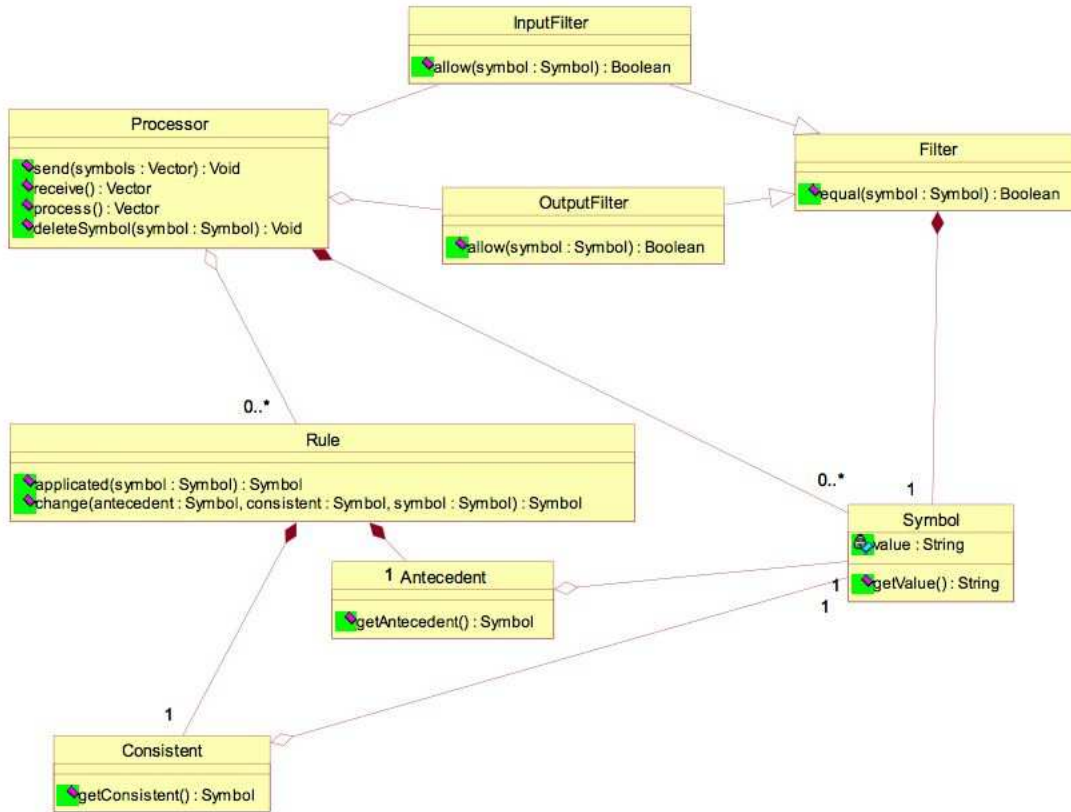 InputFilter
allow(symbol : Symbol) : Boolean
Processor
send(symbols : Vector) : Void
receive() : Vector
process() : Vector
deleteSymbol(symbol : Symbol) : Void
Filter
equal(symbol : Symbol) : Boolean
OutputFilter
allow(symbol : Symbol) : Boolean
0..*
Rule
applicated(symbol : Symbol) : Symbol
change(antecedent : Symbol, consistent : Symbol, symbol : Symbol) : Symbol
0..*
1
Symbol
value : String
getValue() : String
1
Antecedent
getAntecedent() : Symbol
1
1
1
Consistent
getConsistent() : Symbol